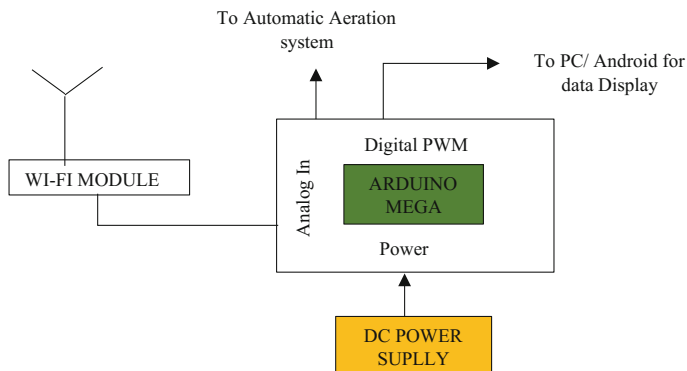 To Automatic Aeration
system
To PC/ Android for
data Display
Digital PWM
WI-FI MODULE
Analog In
ARDUINO
MEGA
Power
DC POWER
SUPLLY